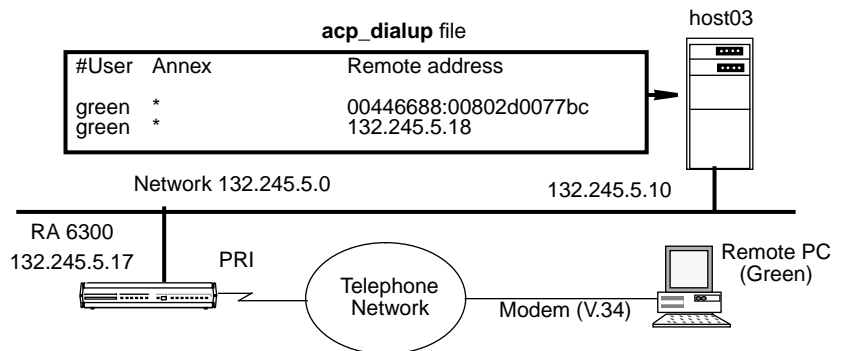 host03
acp_dialup file
#User Annex Remote address
green * 00446688:00802d0077bc
green * 132.245.5.18
Network 132.245.5.0
132.245.5.10
RA 6300
132.245.5.17
PRI
Telephone
Network
Modem (V.34)
Remote PC
(Green)